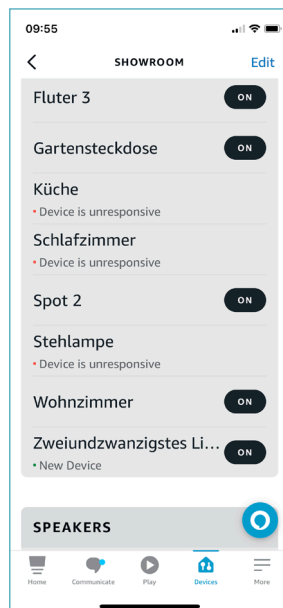 09:55
SHOWROOM Edit
Fluter 3 ON
Gartensteckdose ON
Küche
• Device is unresponsive
Schlafzimmer
• Device is unresponsive
Spot 2 ON
Stehlampe
• Device is unresponsive
Wohnzimmer ON
Zweiundzwanzigstes Li... ON
• New Device
SPEAKERS
Home Communicate Play Devices More